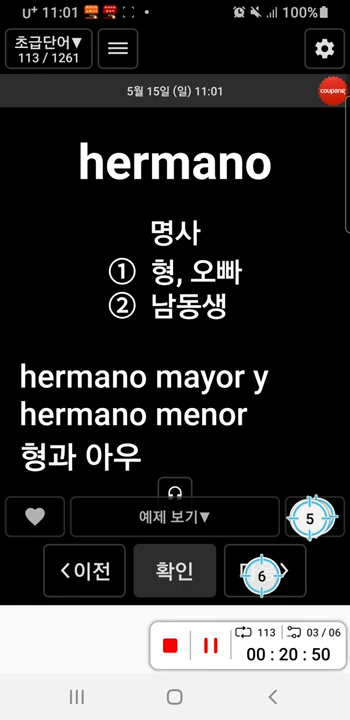 U+ 11:01 100%
초급단어▼
113 / 1261
5월 15일 (일) 11:01
coupang
hermano
명사
① 형, 오빠
② 남동생
hermano mayor y
hermano menor
형과 아우
예제 보기▼
5
<이전
확인
6
113 03 / 06
00 : 20 : 50